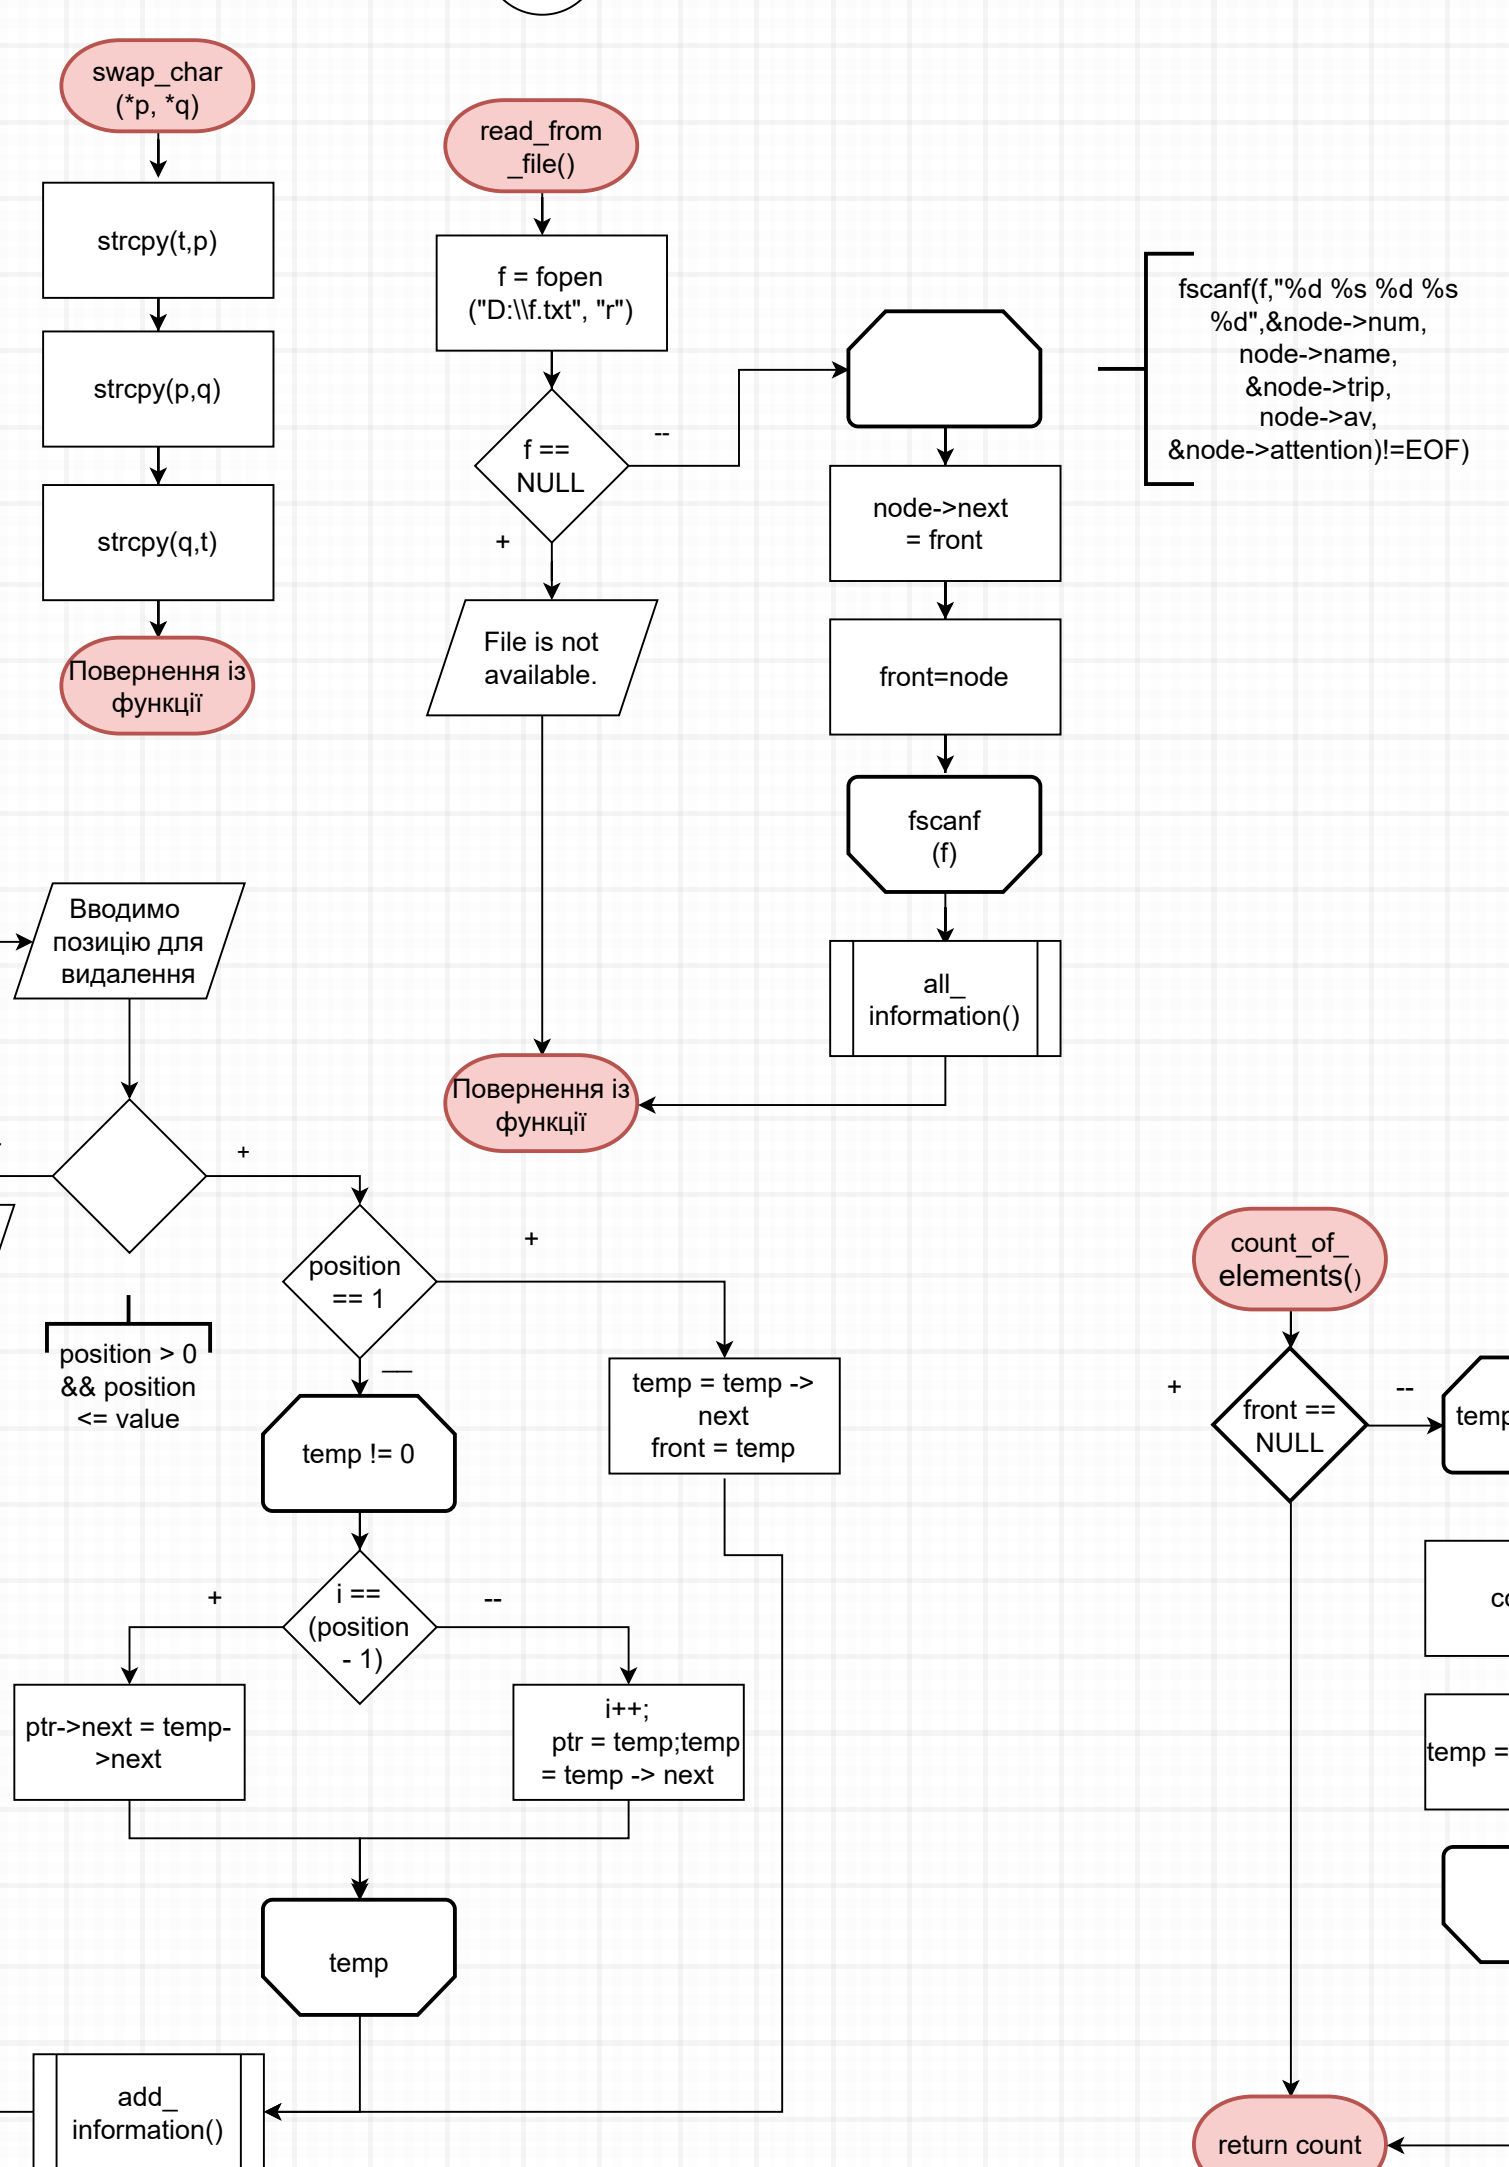 swap_char
(*p, *q)
strcpy(t,p)
strcpy(p,q)
strcpy(q,t)
Повернення із
функції
read_from
_file()
f = fopen
("D:\\f.txt", "r")
f ==
NULL
--
+
File is not
available.
Повернення із
функції
fscanf(f,"%d %s %d %s
%d",&node->num,
node->name,
&node->trip,
node->av,
&node->attention)!=EOF)
node->next
= front
front=node
fscanf
(f)
all_
information()
Вводимо
позицію для
видалення
+
position > 0
&& position
<= value
position
== 1
+
__
temp = temp ->
next
front = temp
temp != 0
i ==
(position
- 1)
+
--
ptr->next = temp-
>next
i++;
ptr = temp;temp
= temp -> next
temp
add_
information()
count_of_
elements()
front ==
NULL
+
--
temp
co
temp =
return count